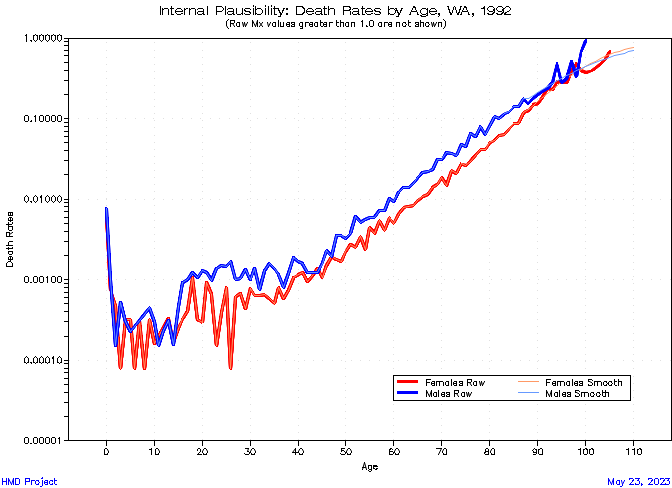 Internal Plausibility: Death Rates by Age, WA, 1992
(Raw Mx values greater than 1.0 are not shown)
1.00000
0.10000
0.01000
0.00100
0.00010
0.00001
Death Rates
0 10 20 30 40 50 60 70 80 90 100 110
Age
Females Raw Females Smooth
Males Raw Males Smooth
HMD Project May 23, 2023